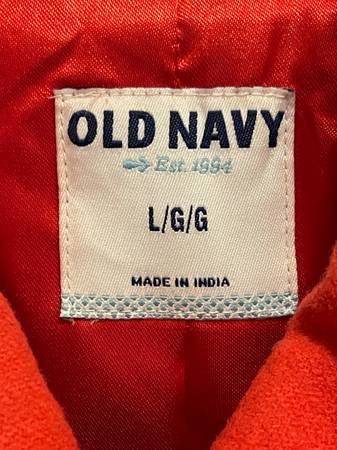 OLD NAVY
Est. 1994
L/G/G
MADE IN INDIA